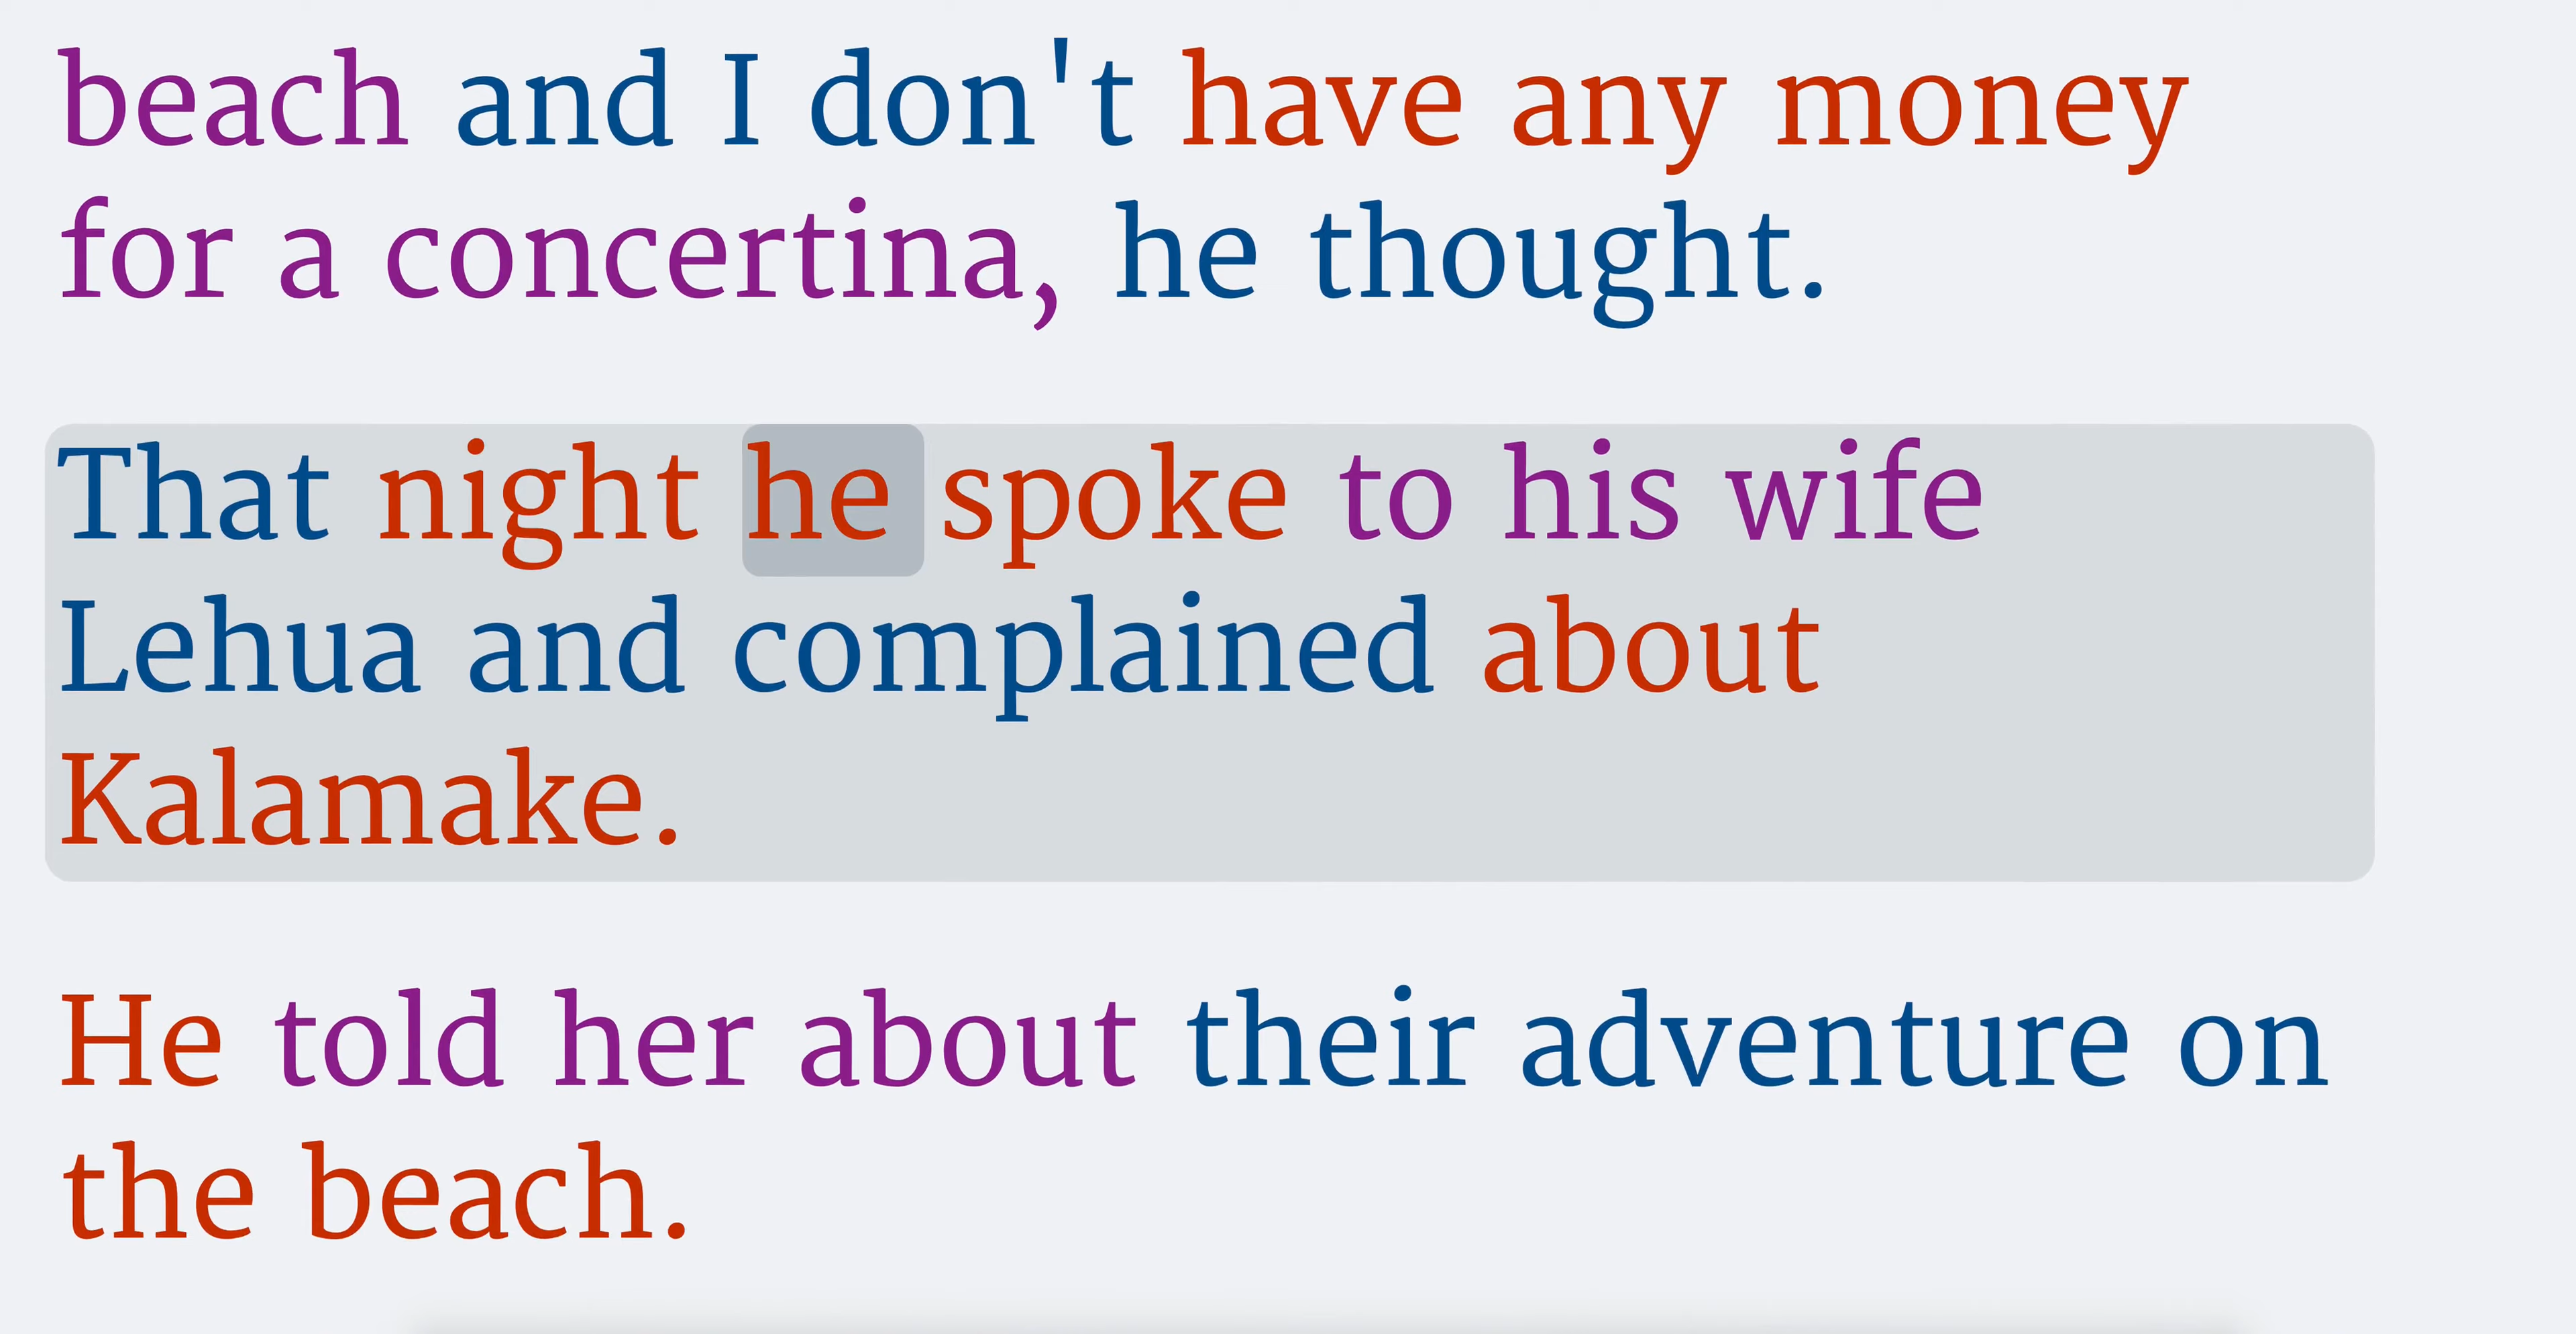 beach and I don't have any money
for a concertina, he thought.
That night he spoke to his wife
Lehua and complained about
Kalamake.
He told her about their adventure on
the beach.